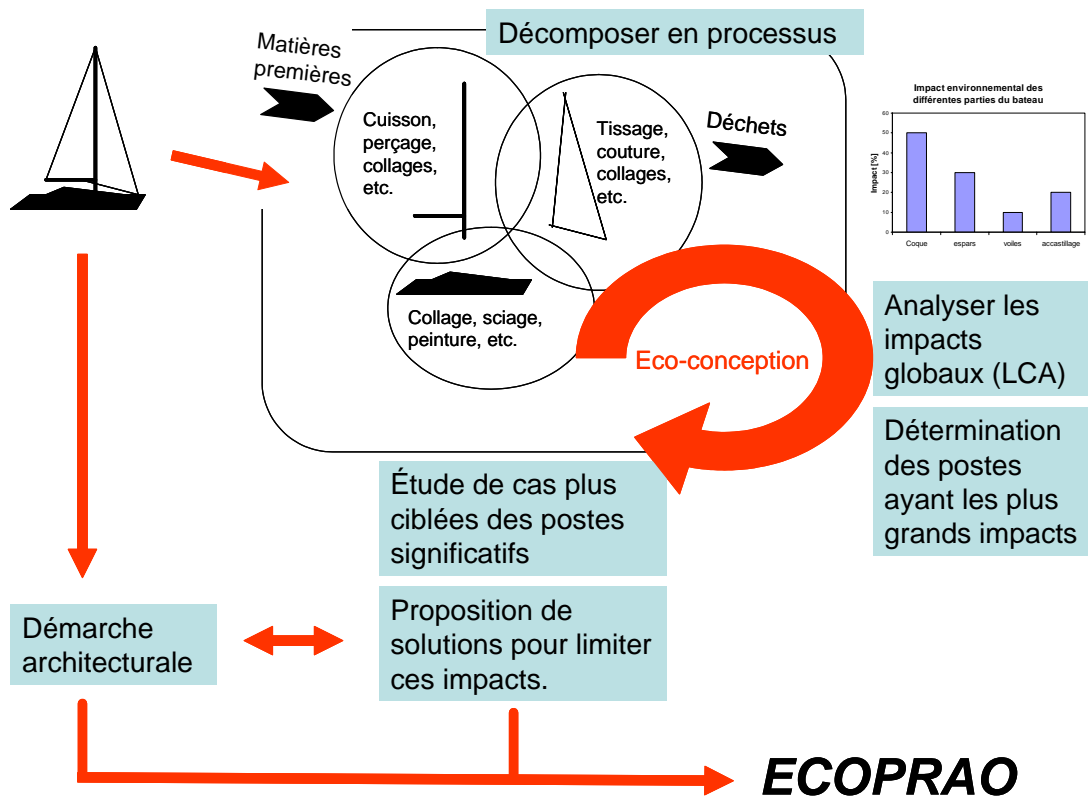 Décomposer en processus
Matières
premières
Cuisson,
perçage,
collages,
etc.
Tissage,
couture,
collages,
etc.
Déchets
Collage, sciage,
peinture, etc.
Impact environnemental des
différentes parties du bateau
Impact [%]
60
50
40
30
20
10
0
Coque espars voiles accastillage
Eco-conception
Analyser les
impacts
globaux (LCA)
Détermination
des postes
ayant les plus
grands impacts
Étude de cas plus
ciblées des postes
significatifs
Démarche
architecturale
Proposition de
solutions pour limiter
ces impacts.
ECOPRAO